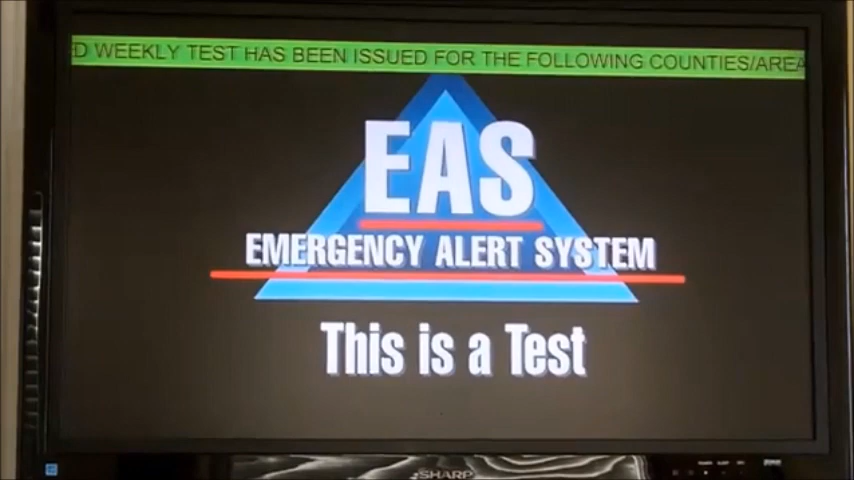 D WEEKLY TEST HAS BEEN ISSUED FOR THE FOLLOWING COUNTIES/AREA
EAS
EMERGENCY ALERT SYSTEM
This is a Test
SHARP